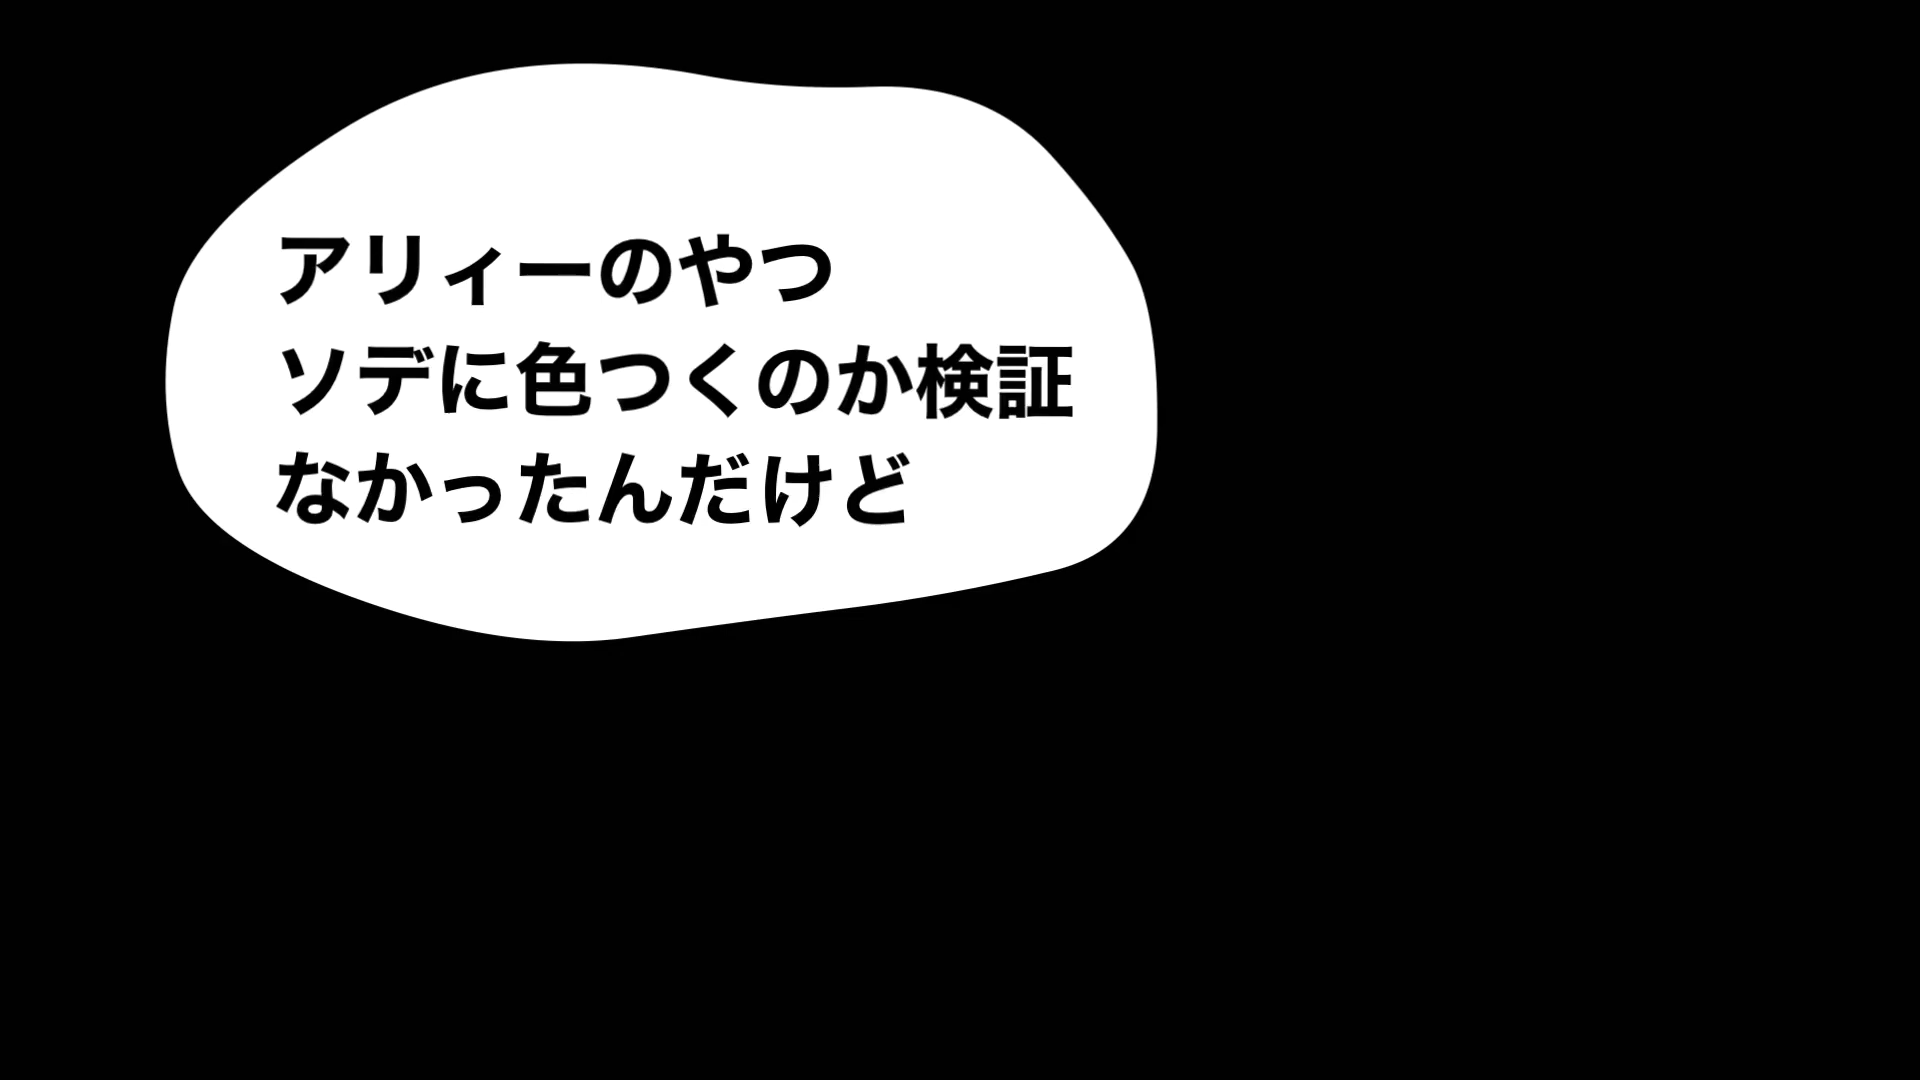 アリィーのやつ
ソデに色つくのか検証
なかったんだけど